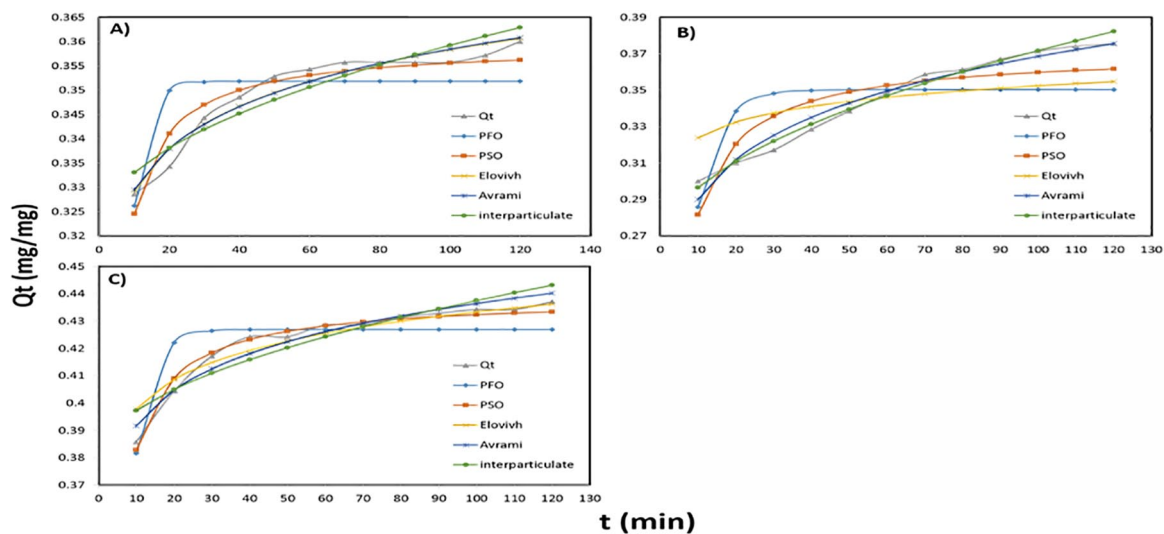 A)
0.365
0.36
0.355
0.35
0.345
0.34
0.335
0.33
0.325
0.32
0 20 40 60 80 100 120 140
Qt
PFO
PSO
Elovivh
Avrami
interparticulate
B)
0.39
0.37
0.35
0.33
0.31
0.29
0.27
0 10 20 30 40 50 60 70 80 90 100 110 120 130
Qt
PFO
PSO
Elovivh
Avrami
interparticulate
Qt (mg/mg)
C)
0.45
0.44
0.43
0.42
0.41
0.4
0.39
0.38
0.37
0 10 20 30 40 50 60 70 80 90 100 110 120 130
Qt
PFO
PSO
Elovivh
Avrami
interparticulate
t (min)